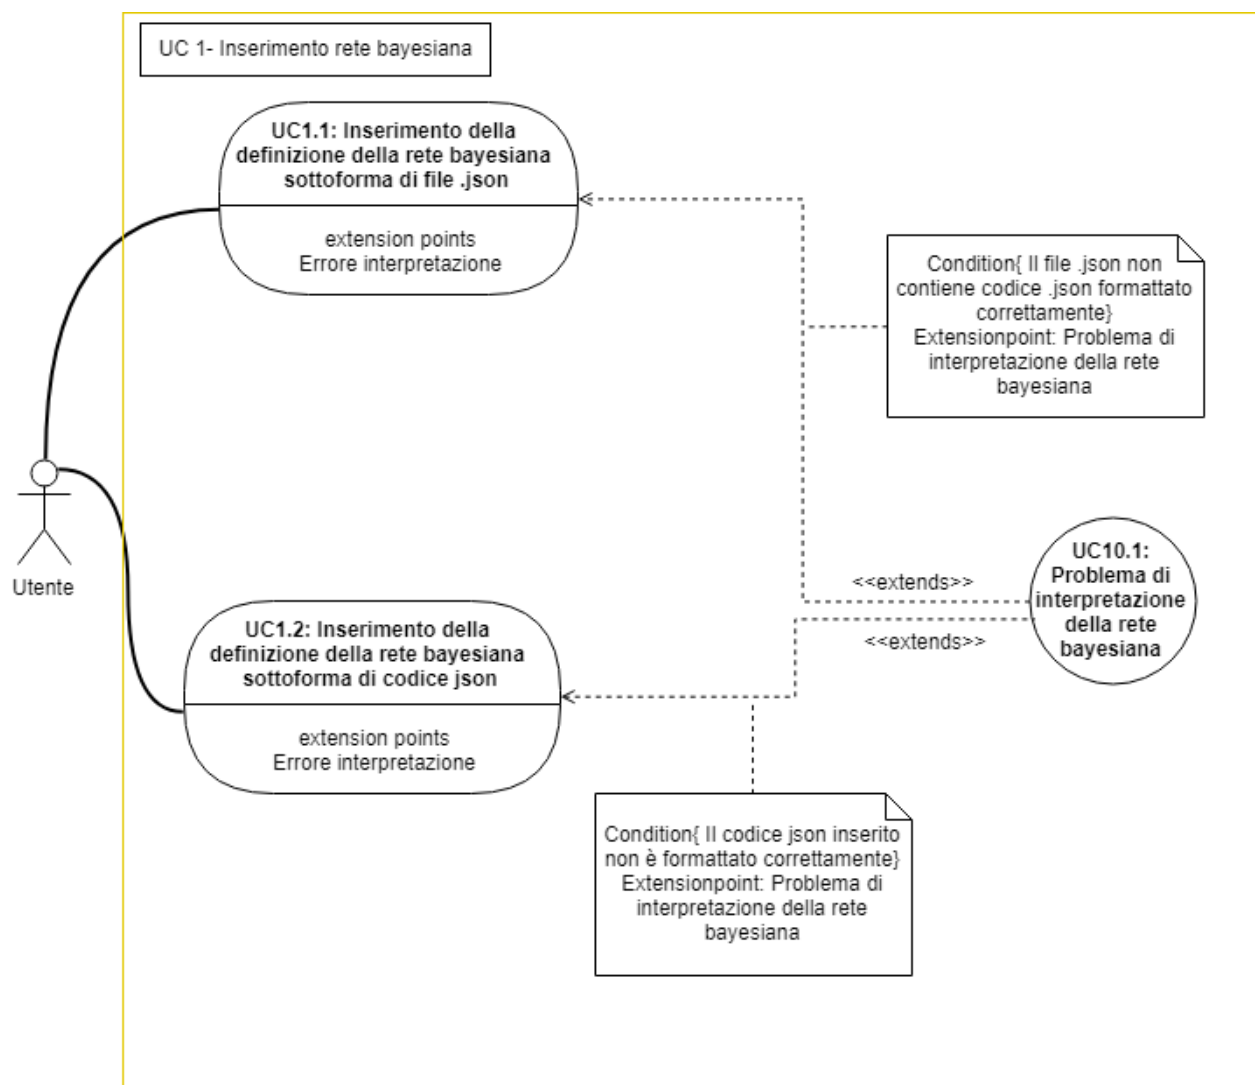 UC 1- Inserimento rete bayesiana
UC1.1: Inserimento della
definizione della rete bayesiana
sottoforma di file .json
extension points
Errore interpretazione
Condition{ Il file .json non
contiene codice .json formattato
correttamente}
Extensionpoint: Problema di
interpretazione della rete
bayesiana
Utente
<<extends>>
<<extends>>
UC10.1:
Problema di
interpretazione
della rete
bayesiana
UC1.2: Inserimento della
definizione della rete bayesiana
sottoforma di codice json
extension points
Errore interpretazione
Condition{ Il codice json inserito
non è formattato correttamente}
Extensionpoint: Problema di
interpretazione della rete
bayesiana